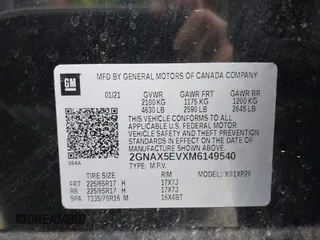 GM
MFD BY GENERAL MOTORS OF CANADA COMPANY
01/21 GVWR GAWR FRT GAWR RR
2100 KG 1175 KG 1200 KG
4630 LB 2590 LB 2645 LB
THIS VEHICLE CONFORMS TO ALL
APPLICABLE U.S. FEDERAL MOTOR
VEHICLE SAFETY, AND THEFT PREVENTION
STANDARDS IN EFFECT ON THE DATE OF
MANUFACTURE SHOWN ABOVE.
2GNAX5EVXM6149540
TYPE: M.P.V.
TIRE SIZE RIM MODEL:
FRT 225/65R17 H 17X7J
RR 225/65R17 H 17X7J
SPA T135/70R16 M 16X4BT